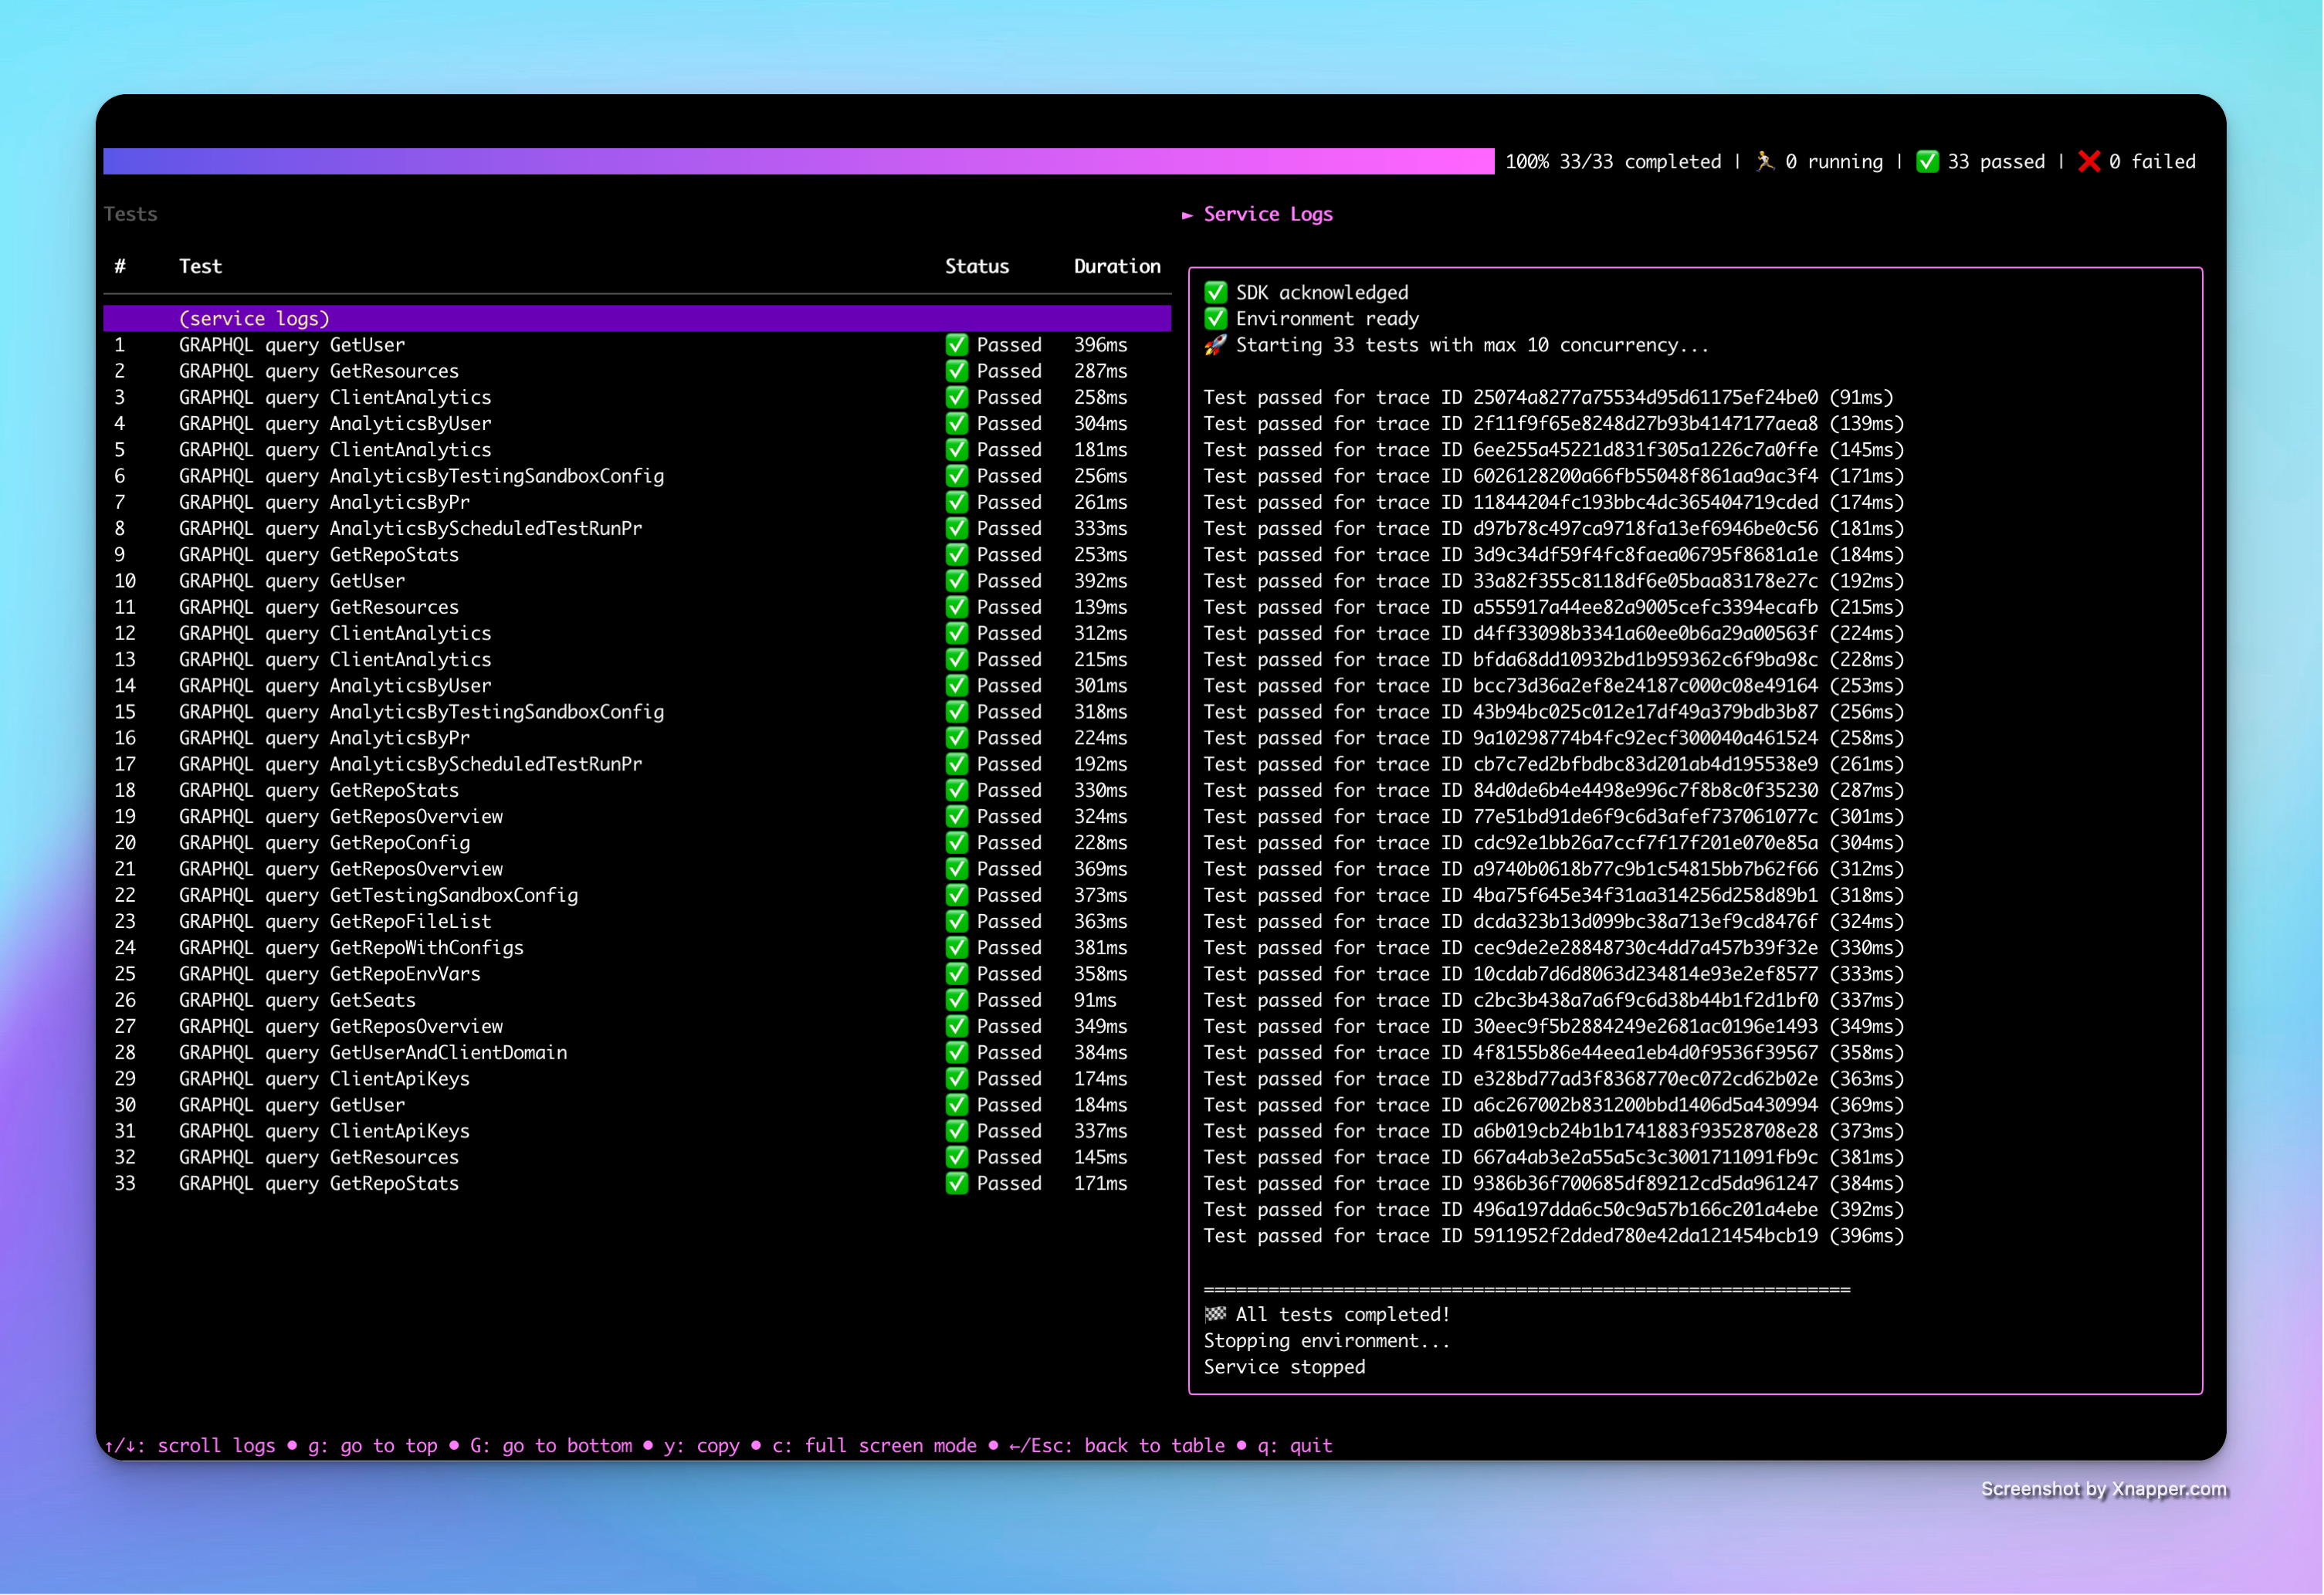 100% 33/33 completed | 🏃 0 running | ✅ 33 passed | ❌ 0 failed
Tests
# Test Status Duration
(service logs)
1 GRAPHQL query GetUser ✅ Passed 396ms
2 GRAPHQL query GetResources ✅ Passed 287ms
3 GRAPHQL query ClientAnalytics ✅ Passed 258ms
4 GRAPHQL query AnalyticsByUser ✅ Passed 304ms
5 GRAPHQL query ClientAnalytics ✅ Passed 181ms
6 GRAPHQL query AnalyticsByTestingSandboxConfig ✅ Passed 256ms
7 GRAPHQL query AnalyticsByPr ✅ Passed 261ms
8 GRAPHQL query AnalyticsByScheduledTestRunPr ✅ Passed 333ms
9 GRAPHQL query GetRepoStats ✅ Passed 253ms
10 GRAPHQL query GetUser ✅ Passed 392ms
11 GRAPHQL query GetResources ✅ Passed 139ms
12 GRAPHQL query ClientAnalytics ✅ Passed 312ms
13 GRAPHQL query ClientAnalytics ✅ Passed 215ms
14 GRAPHQL query AnalyticsByUser ✅ Passed 301ms
15 GRAPHQL query AnalyticsByTestingSandboxConfig ✅ Passed 318ms
16 GRAPHQL query AnalyticsByPr ✅ Passed 224ms
17 GRAPHQL query AnalyticsByScheduledTestRunPr ✅ Passed 192ms
18 GRAPHQL query GetRepoStats ✅ Passed 330ms
19 GRAPHQL query GetReposOverview ✅ Passed 324ms
20 GRAPHQL query GetRepoConfig ✅ Passed 228ms
21 GRAPHQL query GetReposOverview ✅ Passed 369ms
22 GRAPHQL query GetTestingSandboxConfig ✅ Passed 373ms
23 GRAPHQL query GetRepoFileList ✅ Passed 363ms
24 GRAPHQL query GetRepoWithConfigs ✅ Passed 381ms
25 GRAPHQL query GetRepoEnvVars ✅ Passed 358ms
26 GRAPHQL query GetSeats ✅ Passed 91ms
27 GRAPHQL query GetReposOverview ✅ Passed 349ms
28 GRAPHQL query GetUserAndClientDomain ✅ Passed 384ms
29 GRAPHQL query ClientApiKeys ✅ Passed 174ms
30 GRAPHQL query GetUser ✅ Passed 184ms
31 GRAPHQL query ClientApiKeys ✅ Passed 337ms
32 GRAPHQL query GetResources ✅ Passed 145ms
33 GRAPHQL query GetRepoStats ✅ Passed 171ms
► Service Logs
✅ SDK acknowledged
✅ Environment ready
🚀 Starting 33 tests with max 10 concurrency...
Test passed for trace ID 25074a8277a75534d95d61175ef24be0 (91ms)
Test passed for trace ID 2f11f9f65e8248d27b93b4147177aea8 (139ms)
Test passed for trace ID 6ee255a45221d831f305a1226c7a0ffe (145ms)
Test passed for trace ID 6026128200a66fb55048f861aa9ac3f4 (171ms)
Test passed for trace ID 11844204fc193bbc4dc365404719cded (174ms)
Test passed for trace ID d97b78c497ca9718fa13ef6946be0c56 (181ms)
Test passed for trace ID 3d9c34df59f4fc8faea06795f8681a1e (184ms)
Test passed for trace ID 33a82f355c8118df6e05baa83178e27c (192ms)
Test passed for trace ID a555917a44ee82a9005cefc3394ecafb (215ms)
Test passed for trace ID d4ff33098b3341a60ee0b6a29a00563f (224ms)
Test passed for trace ID bfda68dd10932bd1b959362c6f9ba98c (228ms)
Test passed for trace ID bcc73d36a2ef8e24187c000c08e49164 (253ms)
Test passed for trace ID 43b94bc025c012e17df49a379bdb3b87 (256ms)
Test passed for trace ID 9a10298774b4fc92ecf300040a461524 (258ms)
Test passed for trace ID cb7c7ed2bfbdbc83d201ab4d195538e9 (261ms)
Test passed for trace ID 84d0de6b4e4498e996c7f8b8c0f35230 (287ms)
Test passed for trace ID 77e51bd91de6f9c6d3afef737061077c (301ms)
Test passed for trace ID cdc92e1bb26a7ccf7f17f201e070e85a (304ms)
Test passed for trace ID a9740b0618b77c9b1c54815bb7b62f66 (312ms)
Test passed for trace ID 4ba75f645e34f31aa314256d258d89b1 (318ms)
Test passed for trace ID dcda323b13d099bc38a713ef9cd8476f (324ms)
Test passed for trace ID cec9de2e28848730c4dd7a457b39f32e (330ms)
Test passed for trace ID 10cdab7d6d8063d234814e93e2ef8577 (333ms)
Test passed for trace ID c2bc3b438a7a6f9c6d38b44b1f2d1bf0 (337ms)
Test passed for trace ID 30eec9f5b2884249e2681ac0196e1493 (349ms)
Test passed for trace ID 4f8155b86e44eea1eb4d0f9536f39567 (358ms)
Test passed for trace ID e328bd77ad3f8368770ec072cd62b02e (363ms)
Test passed for trace ID a6c267002b831200bbd1406d5a430994 (369ms)
Test passed for trace ID a6b019cb24b1b1741883f93528708e28 (373ms)
Test passed for trace ID 667a4ab3e2a55a5c3c3001711091fb9c (381ms)
Test passed for trace ID 9386b36f700685df89212cd5da961247 (384ms)
Test passed for trace ID 496a197dda6c50c9a57b166c201a4ebe (392ms)
Test passed for trace ID 5911952f2dded780e42da121454bcb19 (396ms)
============================================================
🏁 All tests completed!
Stopping environment...
Service stopped
↑/↓: scroll logs • g: go to top • G: go to bottom • y: copy • c: full screen mode • ←/Esc: back to table • q: quit
Screenshot by Xnapper.com